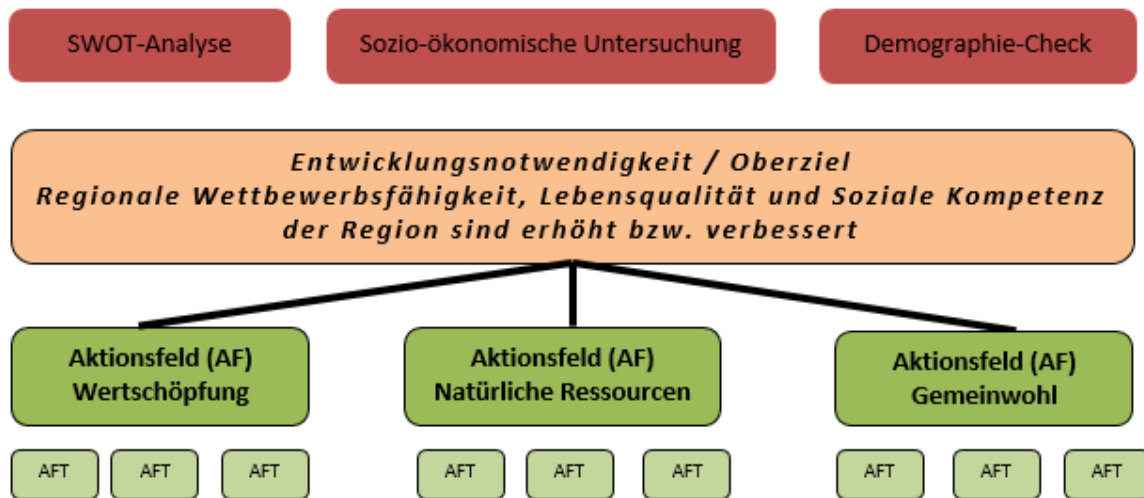 SWOT-Analyse
Sozio-ökonomische Untersuchung
Demographie-Check
Entwicklungsnotwendigkeit / Oberziel
Regionale Wettbewerbsfähigkeit, Lebensqualität und Soziale Kompetenz
der Region sind erhöht bzw. verbessert
Aktionsfeld (AF)
Wertschöpfung
Aktionsfeld (AF)
Natürliche Ressourcen
Aktionsfeld (AF)
Gemeinwohl
AFT
AFT
AFT
AFT
AFT
AFT
AFT
AFT
AFT